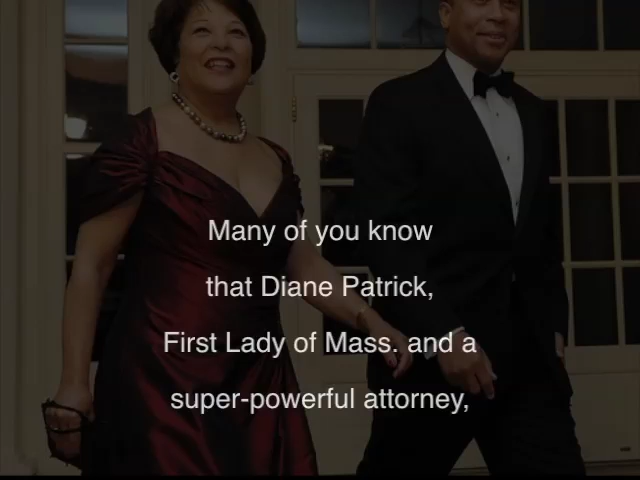 Many of you know
that Diane Patrick,
First Lady of Mass. and a
super-powerful attorney,